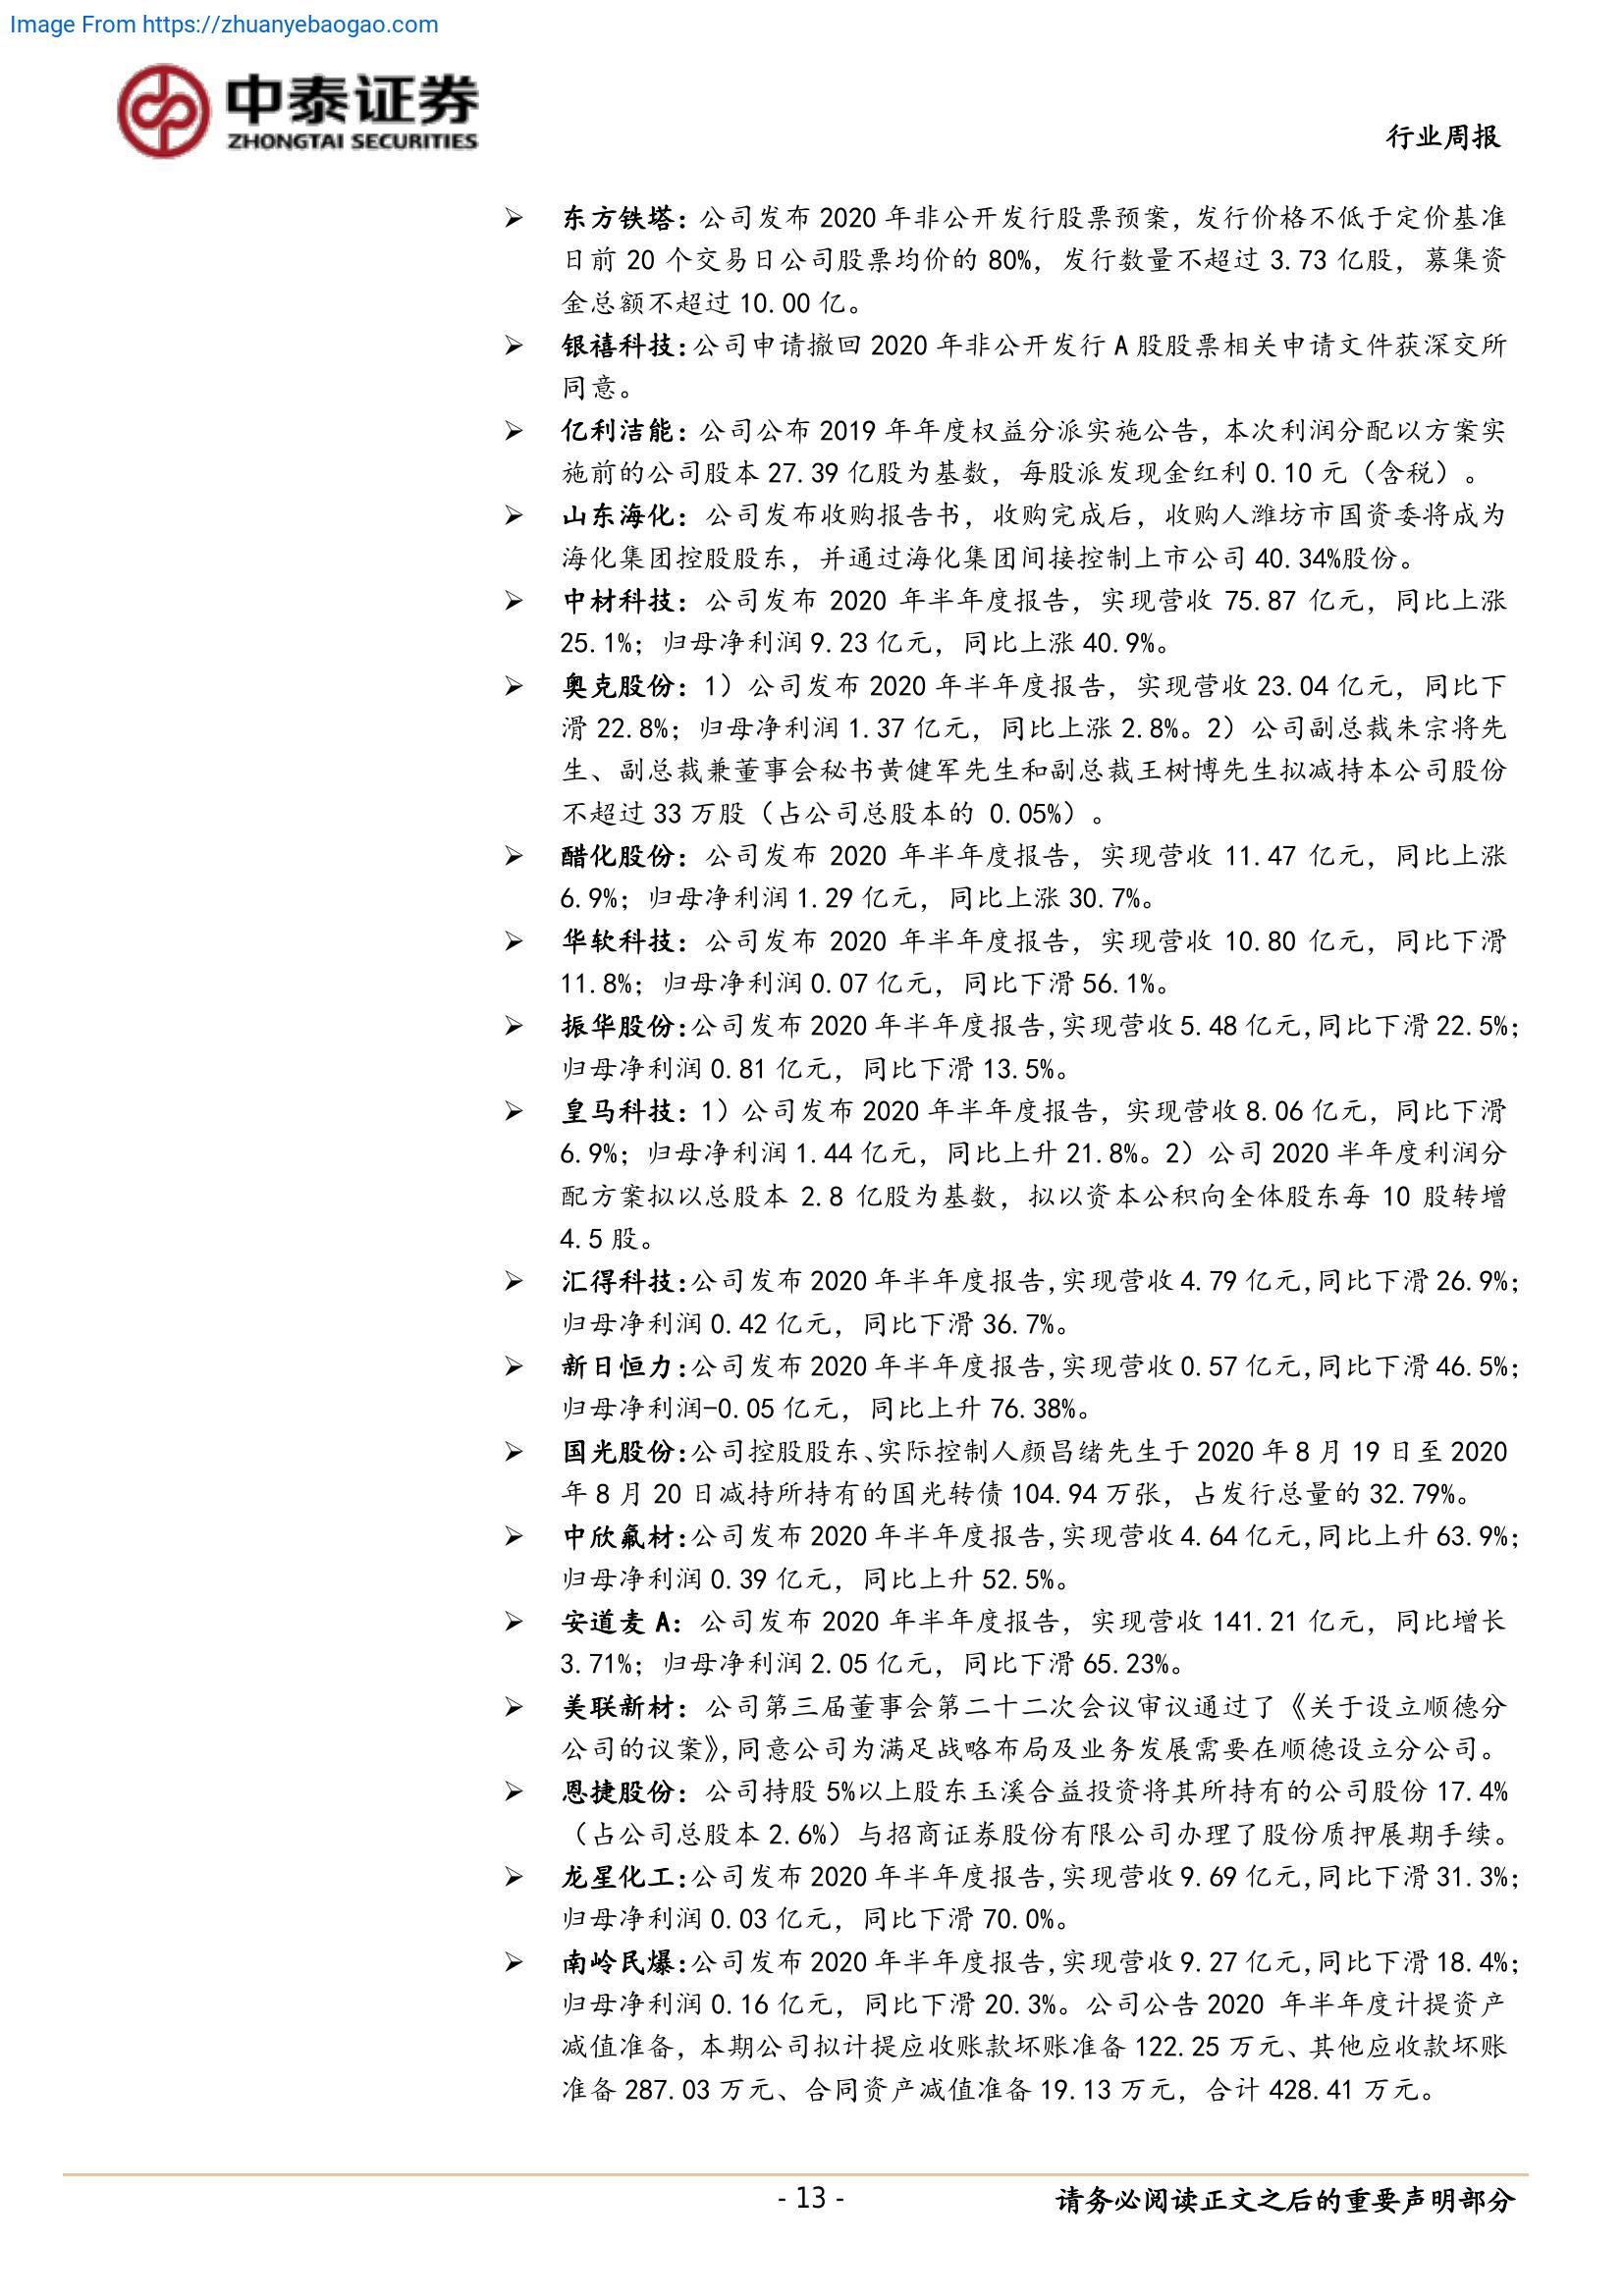 Image From https://zhuanyebaogao.com
中泰证券
ZHONGTAI SECURITIES
行业周报
➢ 东方铁塔：公司发布 2020 年非公开发行股票预案，发行价格不低于定价基准
日前 20 个交易日公司股票均价的 80%，发行数量不超过 3.73 亿股，募集资
金总额不超过 10.00 亿。
➢ 银禧科技：公司申请撤回 2020 年非公开发行 A 股股票相关申请文件获深交所
同意。
➢ 亿利洁能：公司公布 2019 年年度权益分派实施公告，本次利润分配以方案实
施前的公司股本 27.39 亿股为基数，每股派发现金红利 0.10 元（含税）。
➢ 山东海化：公司发布收购报告书，收购完成后，收购人潍坊市国资委将成为
海化集团控股股东，并通过海化集团间接控制上市公司 40.34%股份。
➢ 中材科技：公司发布 2020 年半年度报告，实现营收 75.87 亿元，同比上涨
25.1%；归母净利润 9.23 亿元，同比上涨 40.9%。
➢ 奥克股份：1）公司发布 2020 年半年度报告，实现营收 23.04 亿元，同比下
滑 22.8%；归母净利润 1.37 亿元，同比上涨 2.8%。2）公司副总裁朱宗将先
生、副总裁兼董事会秘书黄健军先生和副总裁王树博先生拟减持本公司股份
不超过 33 万股（占公司总股本的 0.05%）。
➢ 醋化股份：公司发布 2020 年半年度报告，实现营收 11.47 亿元，同比上涨
6.9%；归母净利润 1.29 亿元，同比上涨 30.7%。
➢ 华软科技：公司发布 2020 年半年度报告，实现营收 10.80 亿元，同比下滑
11.8%；归母净利润 0.07 亿元，同比下滑 56.1%。
➢ 振华股份：公司发布 2020 年半年度报告，实现营收 5.48 亿元，同比下滑 22.5%；
归母净利润 0.81 亿元，同比下滑 13.5%。
➢ 皇马科技：1）公司发布 2020 年半年度报告，实现营收 8.06 亿元，同比下滑
6.9%；归母净利润 1.44 亿元，同比上升 21.8%。2）公司 2020 半年度利润分
配方案拟以总股本 2.8 亿股为基数，拟以资本公积向全体股东每 10 股转增
4.5 股。
➢ 汇得科技：公司发布 2020 年半年度报告，实现营收 4.79 亿元，同比下滑 26.9%；
归母净利润 0.42 亿元，同比下滑 36.7%。
➢ 新日恒力：公司发布 2020 年半年度报告，实现营收 0.57 亿元，同比下滑 46.5%；
归母净利润-0.05 亿元，同比上升 76.38%。
➢ 国光股份：公司控股股东、实际控制人颜昌绪先生于 2020 年 8 月 19 日至 2020
年 8 月 20 日减持所持有的国光转债 104.94 万张，占发行总量的 32.79%。
➢ 中欣氟材：公司发布 2020 年半年度报告，实现营收 4.64 亿元，同比上升 63.9%；
归母净利润 0.39 亿元，同比上升 52.5%。
➢ 安道麦 A：公司发布 2020 年半年度报告，实现营收 141.21 亿元，同比增长
3.71%；归母净利润 2.05 亿元，同比下滑 65.23%。
➢ 美联新材：公司第三届董事会第二十二次会议审议通过了《关于设立顺德分
公司的议案》，同意公司为满足战略布局及业务发展需要在顺德设立分公司。
➢ 恩捷股份：公司持股 5%以上股东玉溪合益投资将其所持有的公司股份 17.4%
（占公司总股本 2.6%）与招商证券股份有限公司办理了股份质押展期手续。
➢ 龙星化工：公司发布 2020 年半年度报告，实现营收 9.69 亿元，同比下滑 31.3%；
归母净利润 0.03 亿元，同比下滑 70.0%。
➢ 南岭民爆：公司发布 2020 年半年度报告，实现营收 9.27 亿元，同比下滑 18.4%；
归母净利润 0.16 亿元，同比下滑 20.3%。公司公告 2020 年半年度计提资产
减值准备，本期公司拟计提应收账款坏账准备 122.25 万元、其他应收款坏账
准备 287.03 万元、合同资产减值准备 19.13 万元，合计 428.41 万元。
- 13 -
请务必阅读正文之后的重要声明部分